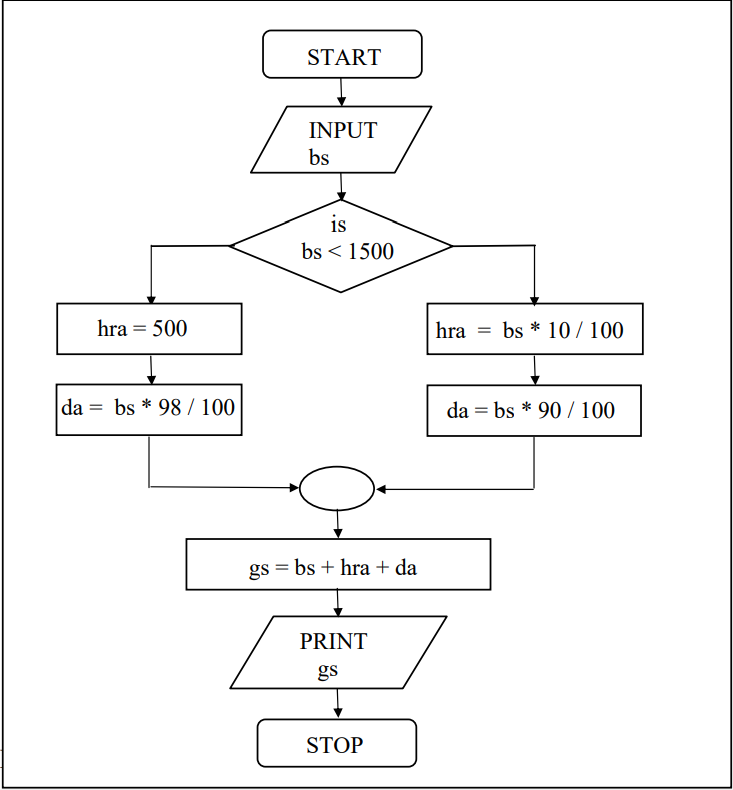 START
INPUT
bs
is
bs < 1500
hra = 500
hra = bs * 10 / 100
da = bs * 98 / 100
da = bs * 90 / 100
gs = bs + hra + da
PRINT
gs
STOP